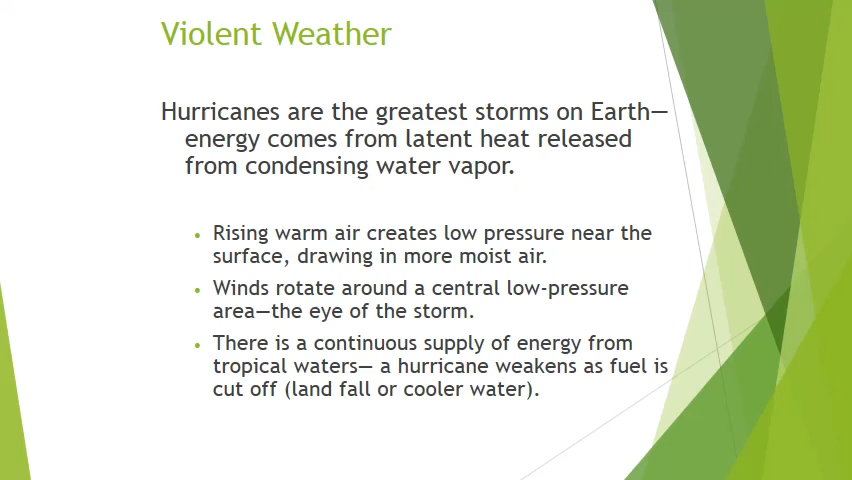 Violent Weather
Hurricanes are the greatest storms on Earth—
energy comes from latent heat released
from condensing water vapor.
• Rising warm air creates low pressure near the
surface, drawing in more moist air.
• Winds rotate around a central low-pressure
area—the eye of the storm.
• There is a continuous supply of energy from
tropical waters— a hurricane weakens as fuel is
cut off (land fall or cooler water).